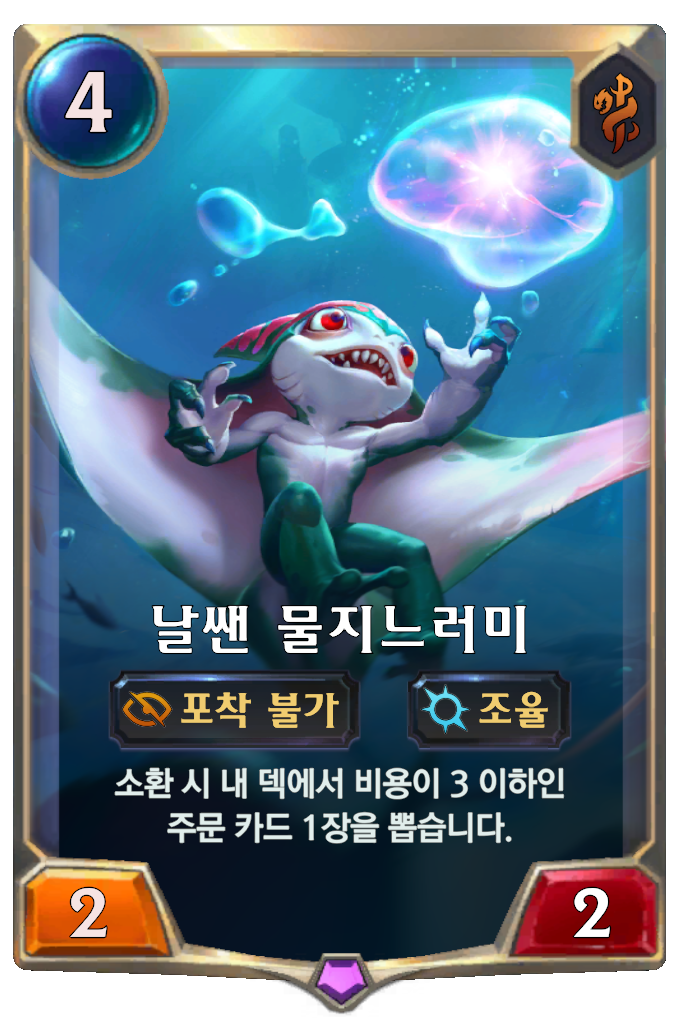 4
날쌘 물지느러미
포착 불가 조율
소환 시 내 덱에서 비용이 3 이하인
주문 카드 1장을 뽑습니다.
2 2